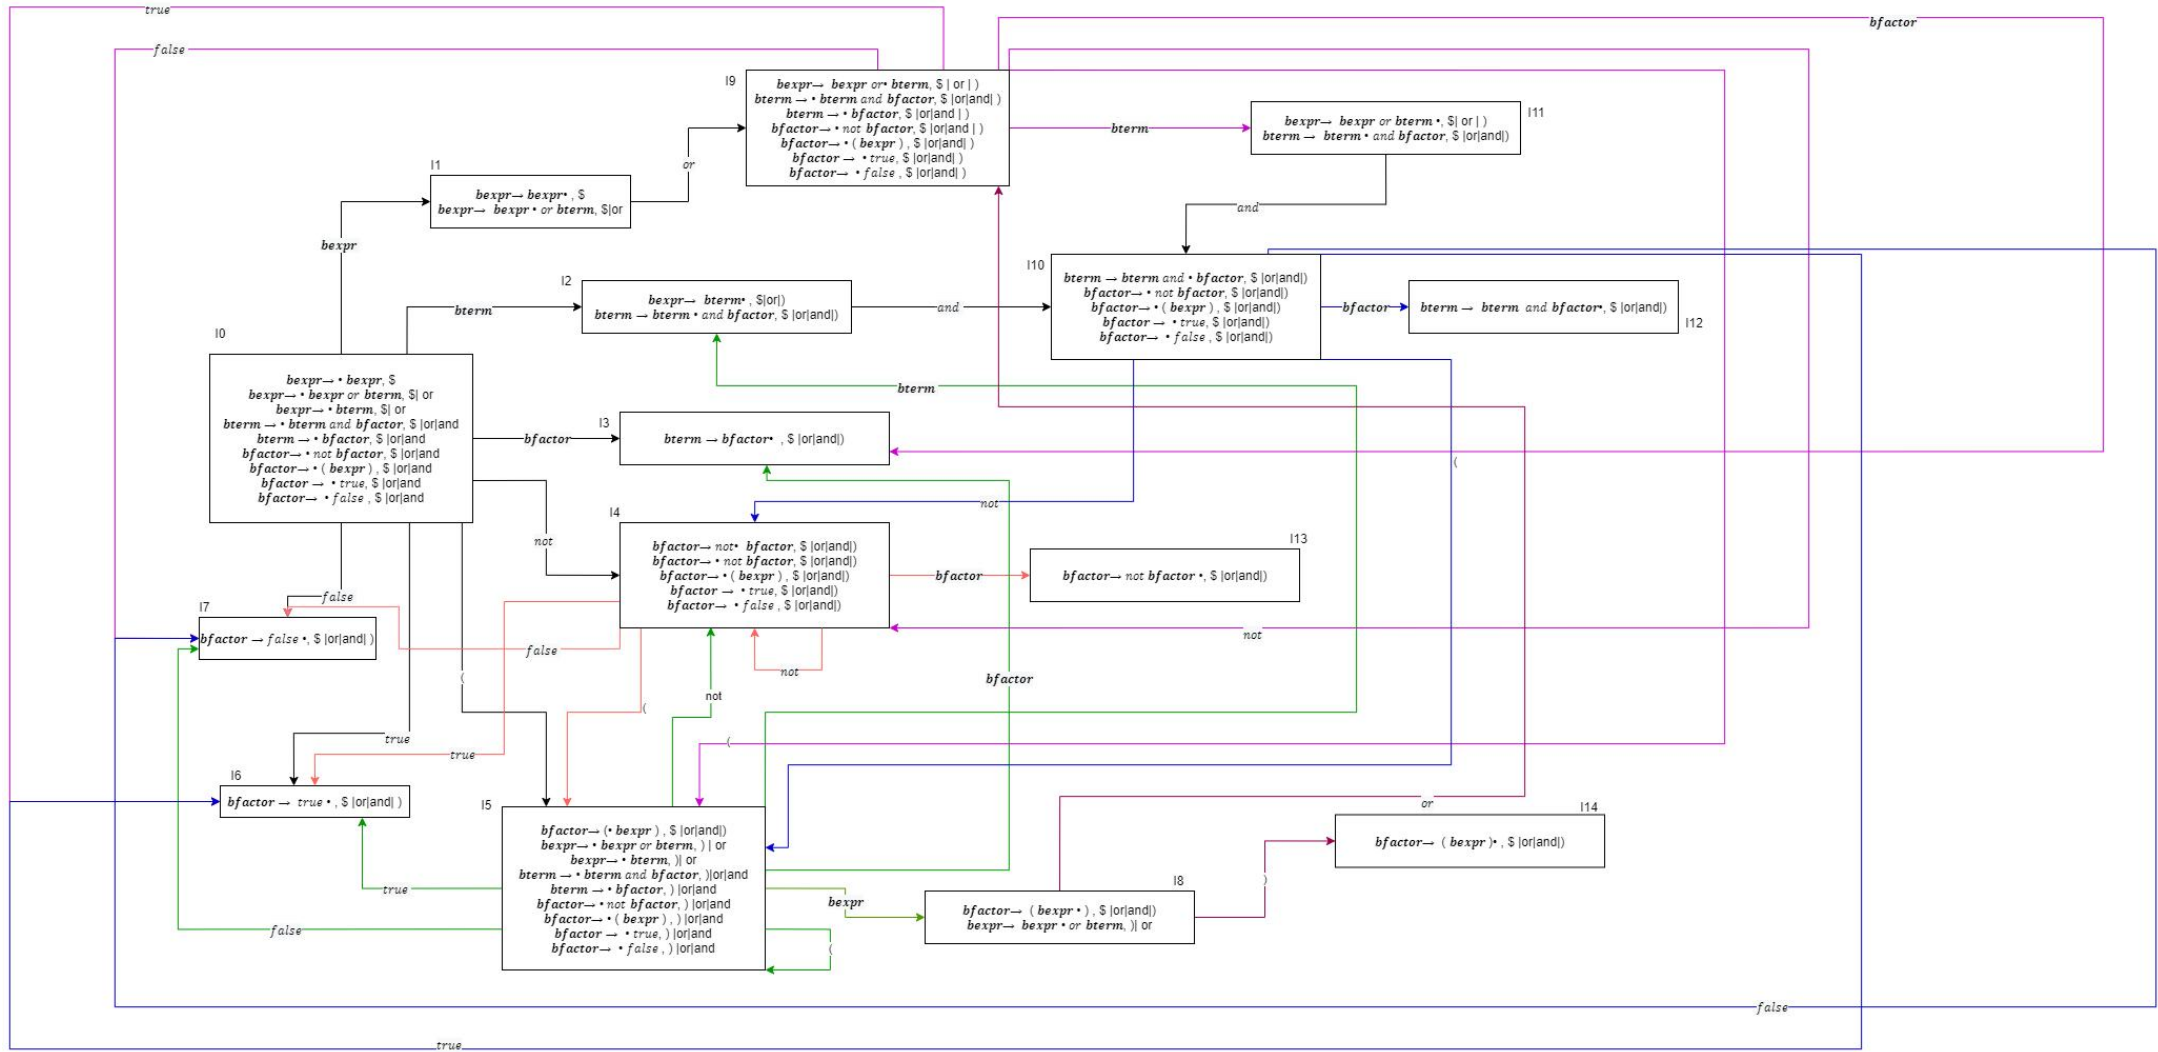 true
bfactor
false
I9
bexpr→ bexpr or• bterm, $ | or | )
bterm → • bterm and bfactor, $ |or|and| )
bterm → • bfactor, $ |or|and | )
bfactor→ • not bfactor, $ |or|and | )
bfactor→ • ( bexpr ) , $ |or|and| )
bfactor → • true, $ |or|and| )
bfactor→ • false , $ |or|and| )
bterm
I11
bexpr→ bexpr or bterm •, $| or | )
bterm → bterm • and bfactor, $ |or|and|)
I1
bexpr→ bexpr• , $
bexpr→ bexpr • or bterm, $|or
or
and
bexpr
I10
bterm → bterm and • bfactor, $ |or|and|)
bfactor→ • not bfactor, $ |or|and|)
bfactor→ • ( bexpr ) , $ |or|and|)
bfactor → • true, $ |or|and|)
bfactor→ • false , $ |or|and|)
I2
bexpr→ bterm• , $|or|)
bterm → bterm • and bfactor, $ |or|and|)
bterm
and
bfactor
bterm → bterm and bfactor•, $ |or|and|)
I12
I0
bexpr→ • bexpr, $
bexpr→ • bexpr or bterm, $| or
bexpr→ • bterm, $| or
bterm → • bterm and bfactor, $ |or|and
bterm → • bfactor, $ |or|and
bfactor→ • not bfactor, $ |or|and
bfactor→ • ( bexpr ) , $ |or|and
bfactor → • true, $ |or|and
bfactor→ • false , $ |or|and
bterm
I3
bfactor
bterm → bfactor• , $ |or|and|)
(
not
I4
bfactor→ not• bfactor, $ |or|and|)
bfactor→ • not bfactor, $ |or|and|)
bfactor→ • ( bexpr ) , $ |or|and|)
bfactor → • true, $ |or|and|)
bfactor→ • false , $ |or|and|)
not
bfactor
I13
bfactor→ not bfactor •, $ |or|and|)
false
I7
bfactor → false •, $ |or|and| )
false
not
not
(
bfactor
(
not
true
true
(
I6
bfactor → true • , $ |or|and| )
I5
bfactor→ (• bexpr ) , $ |or|and|)
bexpr→ • bexpr or bterm, ) | or
bexpr→ • bterm, )| or
bterm → • bterm and bfactor, )|or|and
bterm → • bfactor, ) |or|and
bfactor→ • not bfactor, ) |or|and
bfactor→ • ( bexpr ) , ) |or|and
bfactor → • true, ) |or|and
bfactor→ • false , ) |or|and
or
I14
bfactor→ ( bexpr )• , $ |or|and|)
true
bexpr
I8
bfactor→ ( bexpr • ) , $ |or|and|)
bexpr→ bexpr • or bterm, )| or
)
false
(
false
true